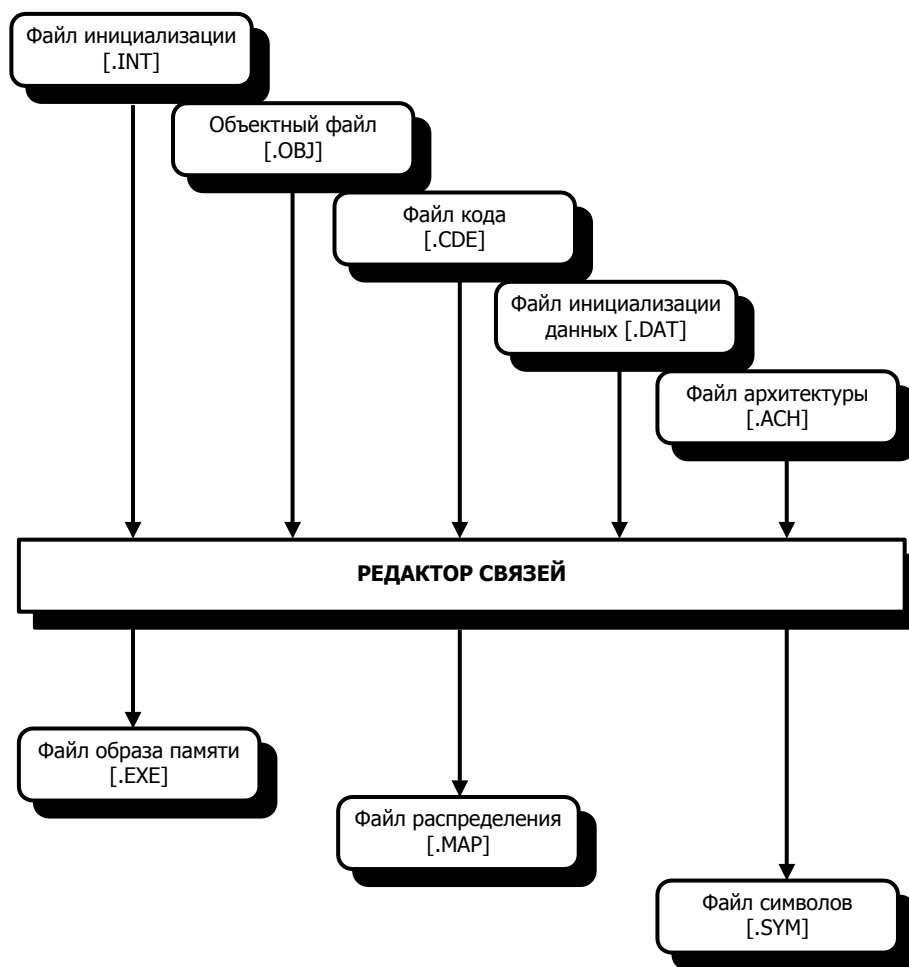 Файл инициализации
[.INT]
Объектный файл
[.OBJ]
Файл кода
[.CDE]
Файл инициализации
данных [.DAT]
Файл архитектуры
[.ACH]
РЕДАКТОР СВЯЗЕЙ
Файл образа памяти
[.EXE]
Файл распределения
[.MAP]
Файл символов
[.SYM]